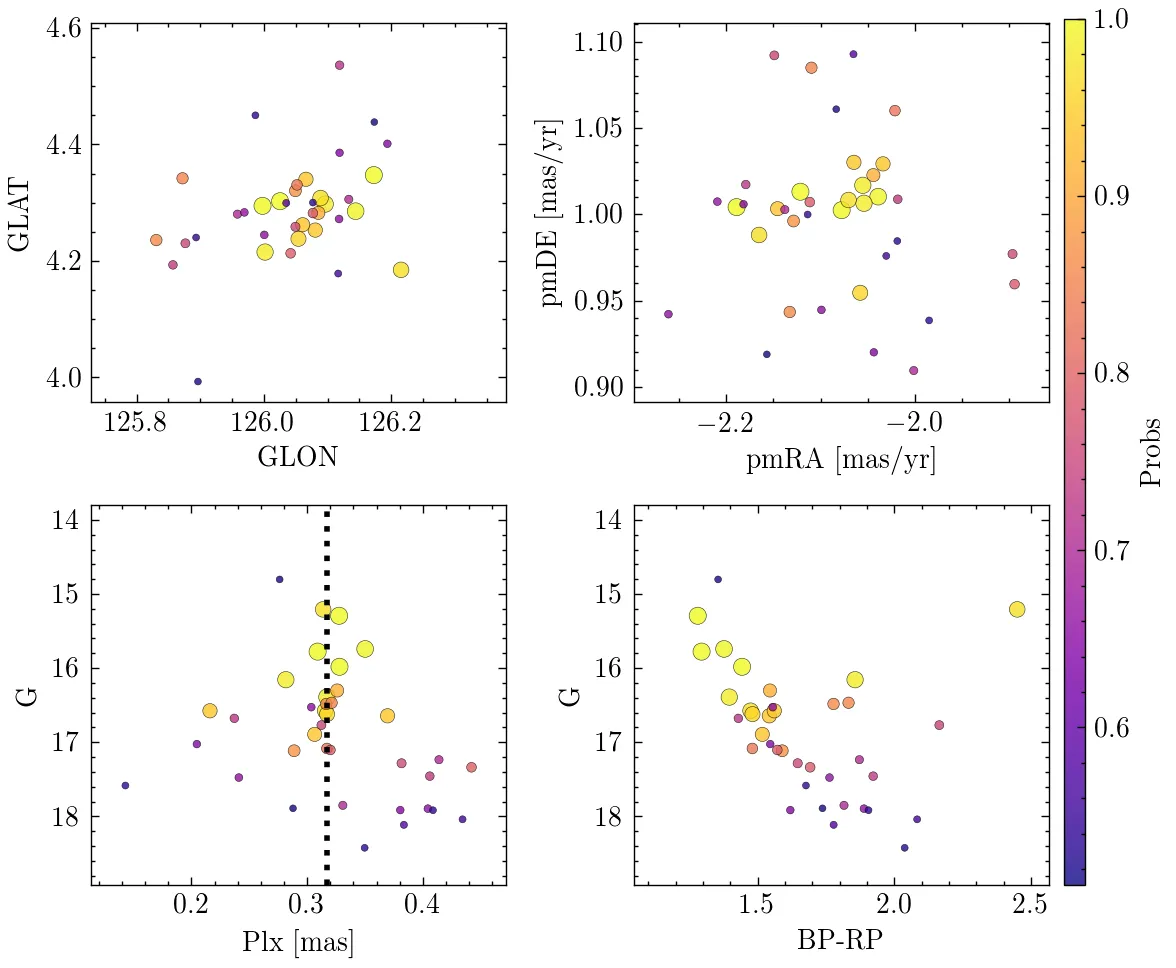 4.6
4.4
4.2
4.0
GLAT
125.8 126.0 126.2
GLON
1.10
1.05
1.00
0.95
0.90
pmDE [mas/yr]
−2.2 −2.0
pmRA [mas/yr]
1.0
0.9
0.8
0.7
0.6
Probs
14
15
16
17
18
G
0.2 0.3 0.4
Plx [mas]
14
15
16
17
18
G
1.5 2.0 2.5
BP-RP